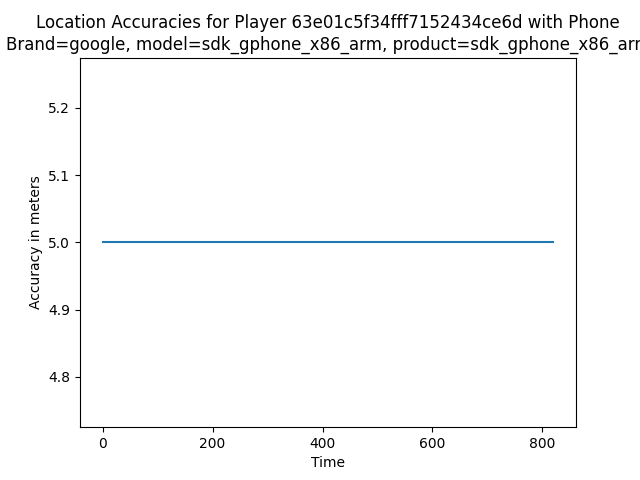 Location Accuracies for Player 63e01c5f34fff7152434ce6d with Phone
Brand=google, model=sdk_gphone_x86_arm, product=sdk_gphone_x86_arm
5.2
5.1
5.0
4.9
4.8
Accuracy in meters
0 200 400 600 800
Time